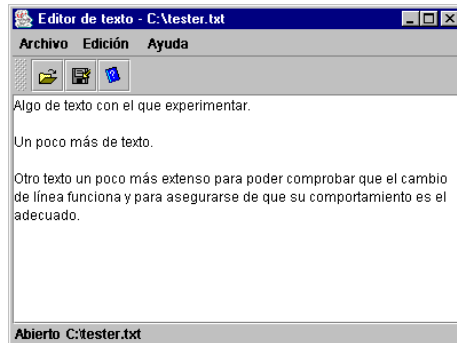 Editor de texto - C:\tester.txt
Archivo Edición Ayuda
Algo de texto con el que experimentar.
Un poco más de texto.
Otro texto un poco más extenso para poder comprobar que el cambio
de línea funciona y para asegurarse de que su comportamiento es el
adecuado.
Abierto C:\tester.txt